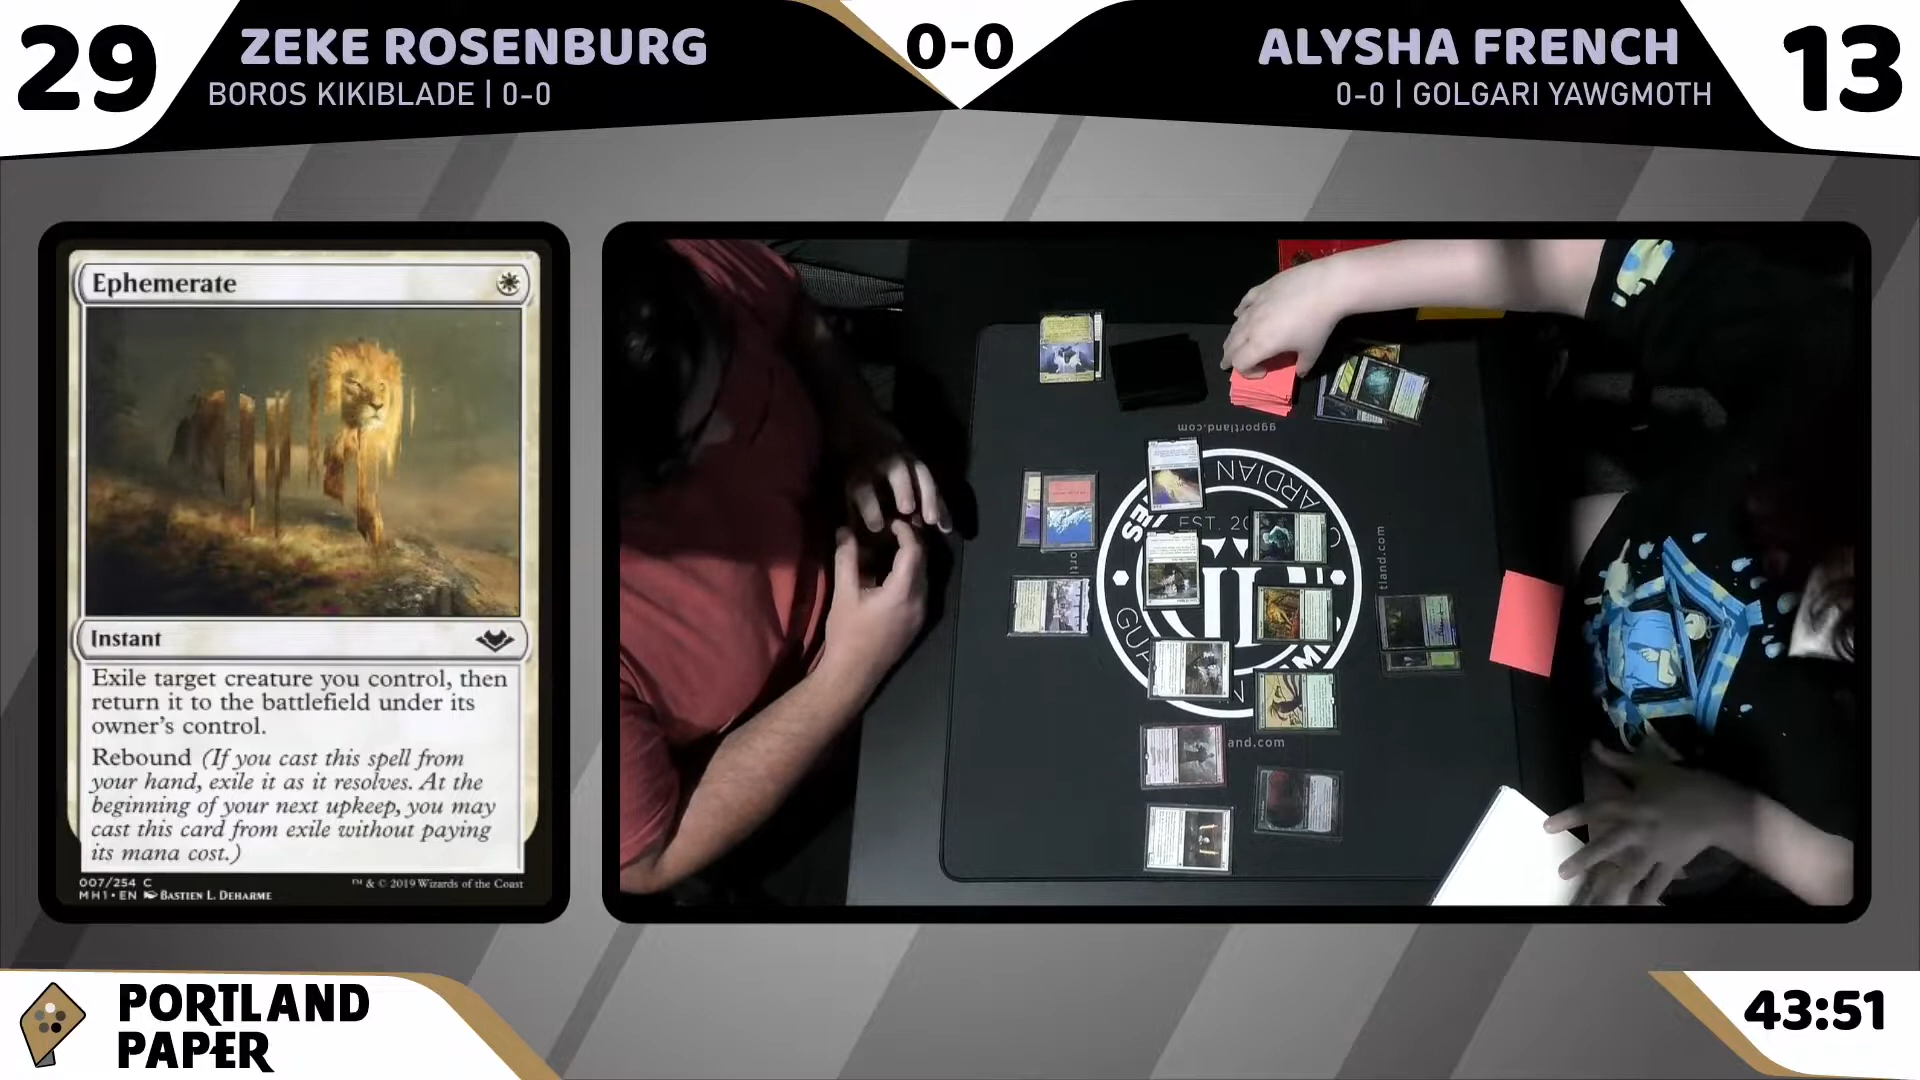 29
ZEKE ROSENBURG
BOROS KIKIBLADE | 0-0
0-0
ALYSHA FRENCH
0-0 | GOLGARI YAWGMOTH
13
Ephemerate
Instant
Exile target creature you control, then
return it to the battlefield under its
owner's control.
Rebound (If you cast this spell from
your hand, exile it as it resolves. At the
beginning of your next upkeep, you may
cast this card from exile without paying
its mana cost.)
007/254 C
MH1 • EN BASTIEN L. DEHARME
™ & © 2019 Wizards of the Coast
ggportland.com
ARDIAN
EST. 20
GUA
tland.com
and.com
PORTLAND
PAPER
43:51